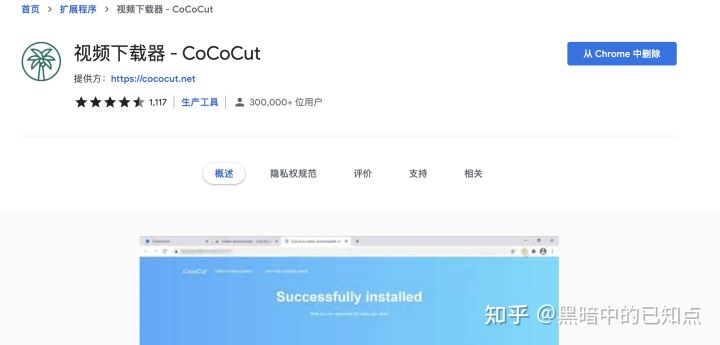 首页 > 扩展程序 > 视频下载器 - CoCoCut
视频下载器 - CoCoCut
从 Chrome 中删除
提供方： https://cococut.net
1,117 生产工具 300,000+ 位用户
概述 隐私权规范 评价 支持 相关
CocoCut
Successfully installed
知乎 @黑暗中的已知点